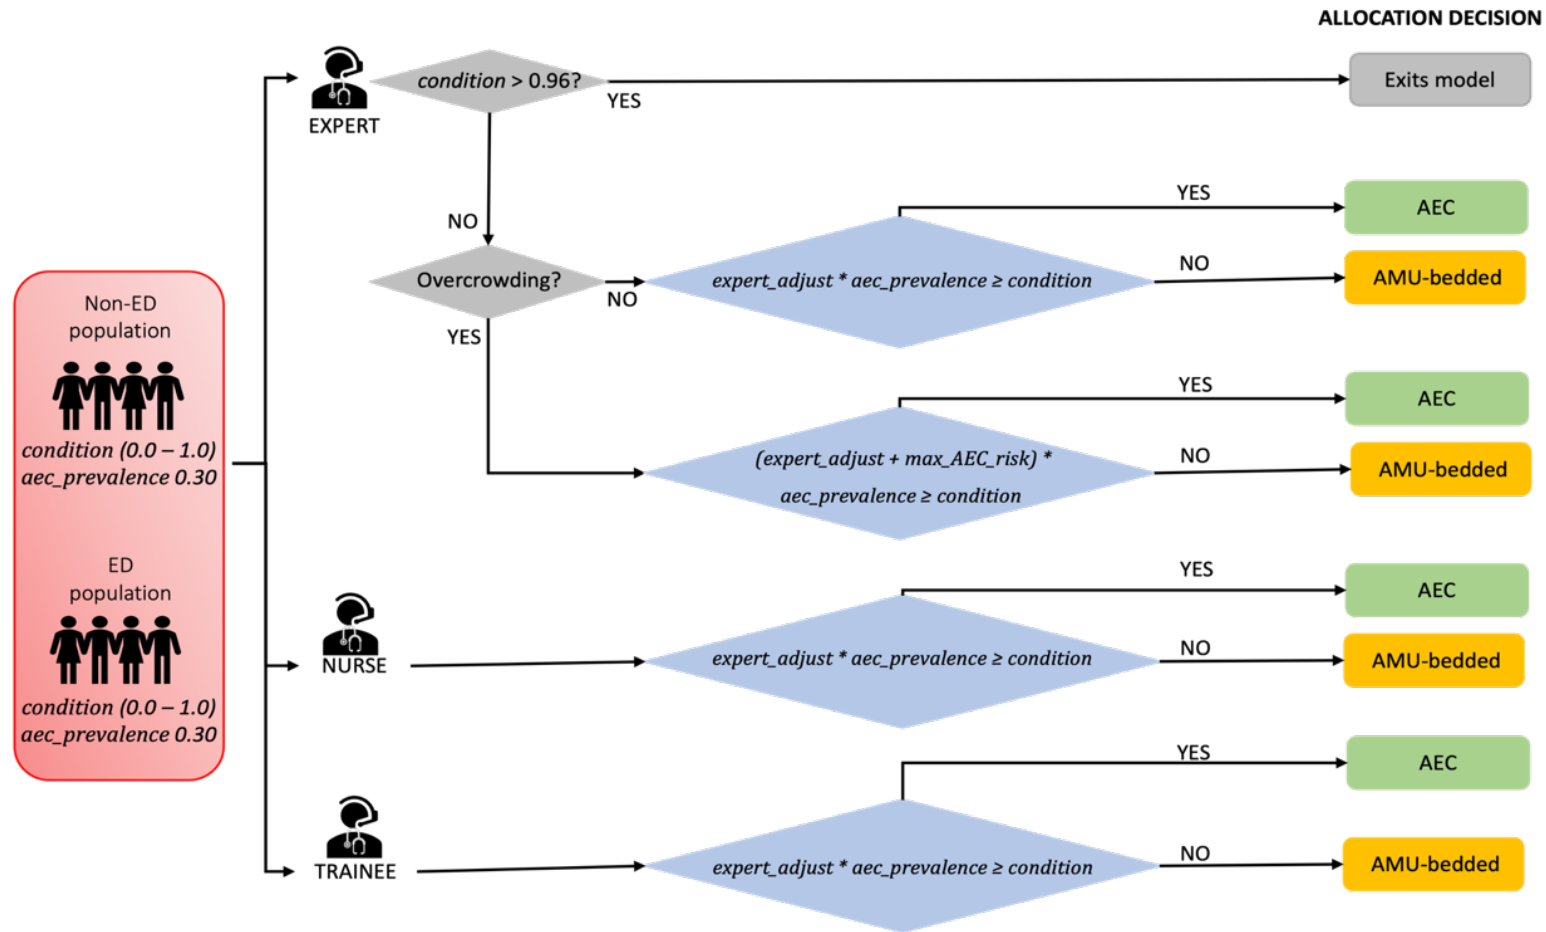 ALLOCATION DECISION
condition > 0.96?
YES
Exits model
EXPERT
NO
YES
AEC
Overcrowding?
NO
expert_adjust * aec_prevalence ≥ condition
NO
AMU-bedded
YES
Non-ED
population
condition (0.0 – 1.0)
aec_prevalence 0.30
(expert_adjust + max_AEC_risk) *
aec_prevalence ≥ condition
YES
AEC
NO
AMU-bedded
ED
population
condition (0.0 – 1.0)
aec_prevalence 0.30
NURSE
expert_adjust * aec_prevalence ≥ condition
YES
AEC
NO
AMU-bedded
TRAINEE
expert_adjust * aec_prevalence ≥ condition
YES
AEC
NO
AMU-bedded